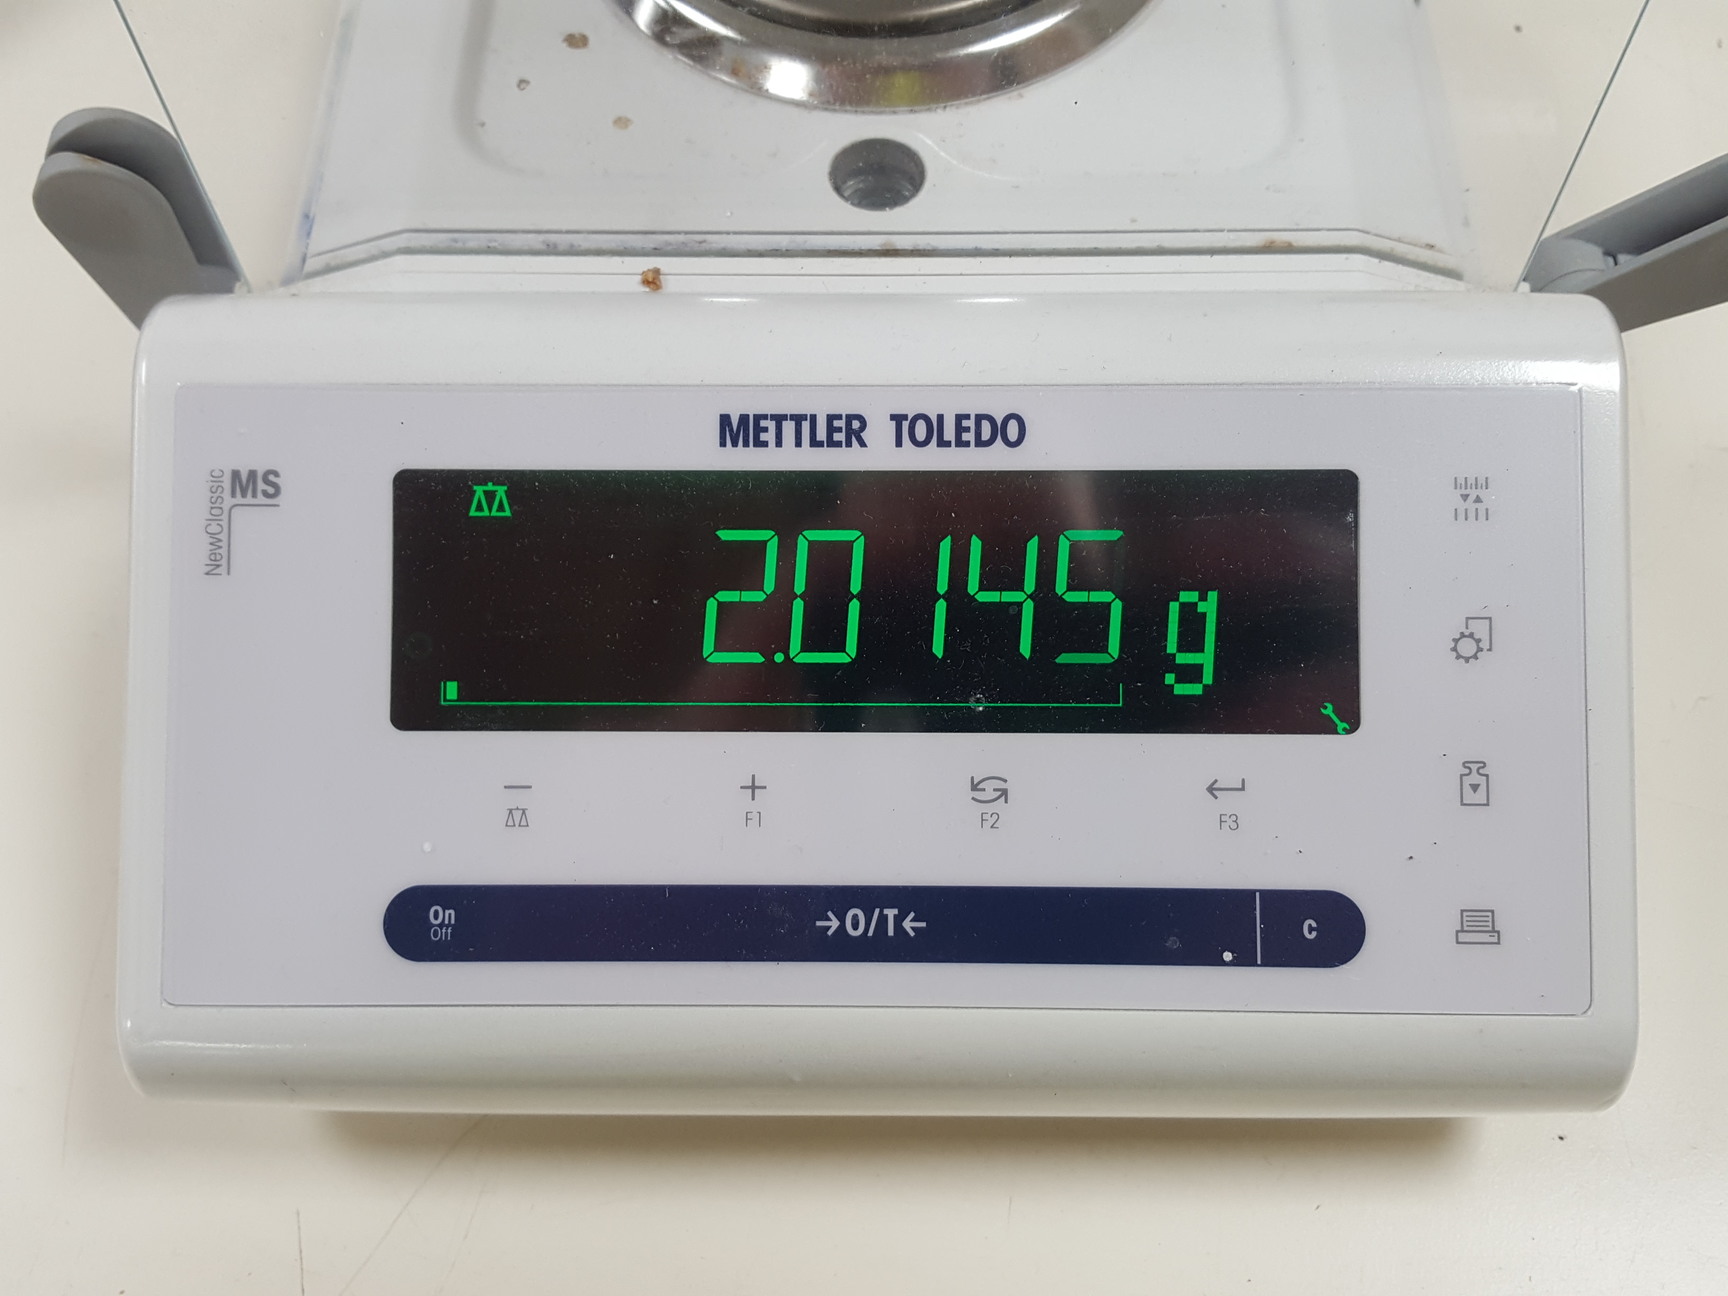 METTLER TOLEDO
NewClassic
MS
2.0145 g
F1
F2
F3
On
Off
→0/T←
C